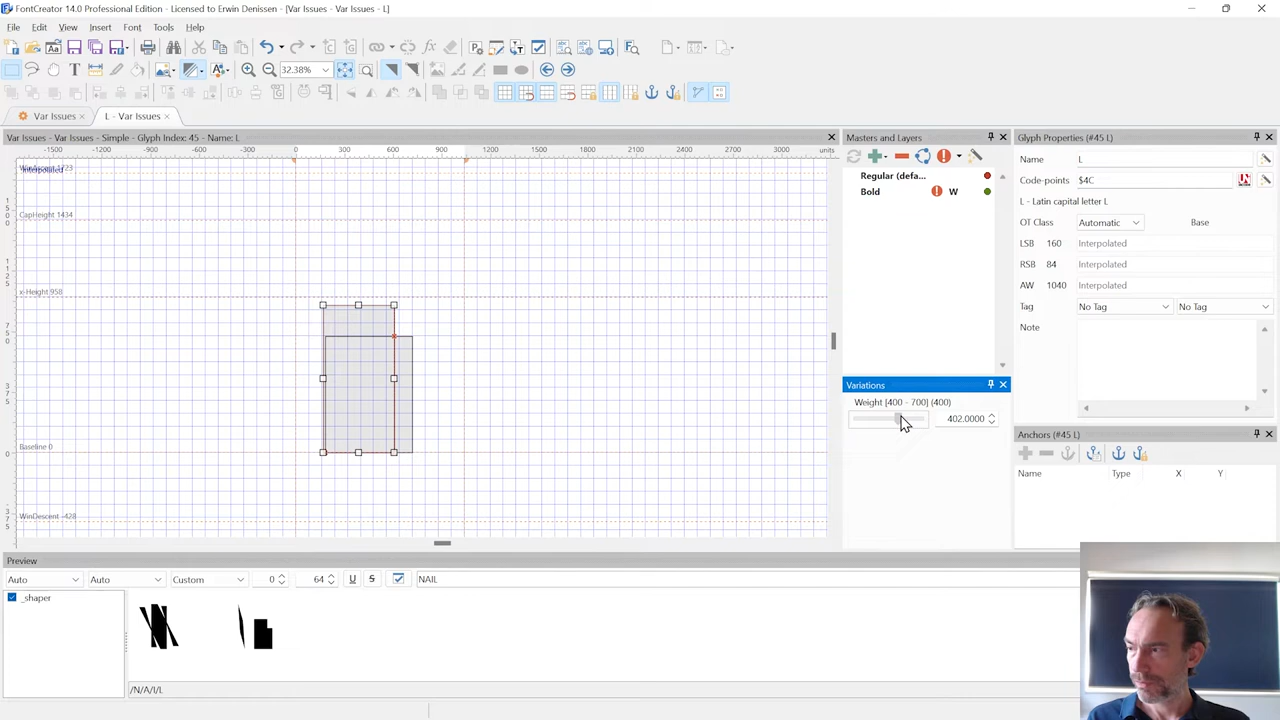 FontCreator 14.0 Professional Edition - Licensed to Erwin Denissen - [Var Issues - Var Issues - L]
File Edit View Insert Font Tools Help
32.38%
Var Issues
L - Var Issues
Var Issues - Var Issues - Simple - Glyph Index: 45 - Name: L
-1500 -1200 -900 -600 -300 0 300 600 900 1200 1500 1800 2100 2400 2700 3000 units
Interpolated
CapHeight 1434
x-Height 958
Baseline 0
WinDescent -428
Masters and Layers
Regular (defa...
Bold W
Variations
Weight [400 - 700] (400)
402.0000
Glyph Properties (#45 L)
Name L
Code-points $4C
L - Latin capital letter L
OT Class Automatic Base
LSB 160 Interpolated
RSB 84 Interpolated
AW 1040 Interpolated
Tag No Tag No Tag
Note
Anchors (#45 L)
Name Type X Y
Preview
Auto Auto Custom 0 64 U S NAIL
_shaper
/N/A/I/L